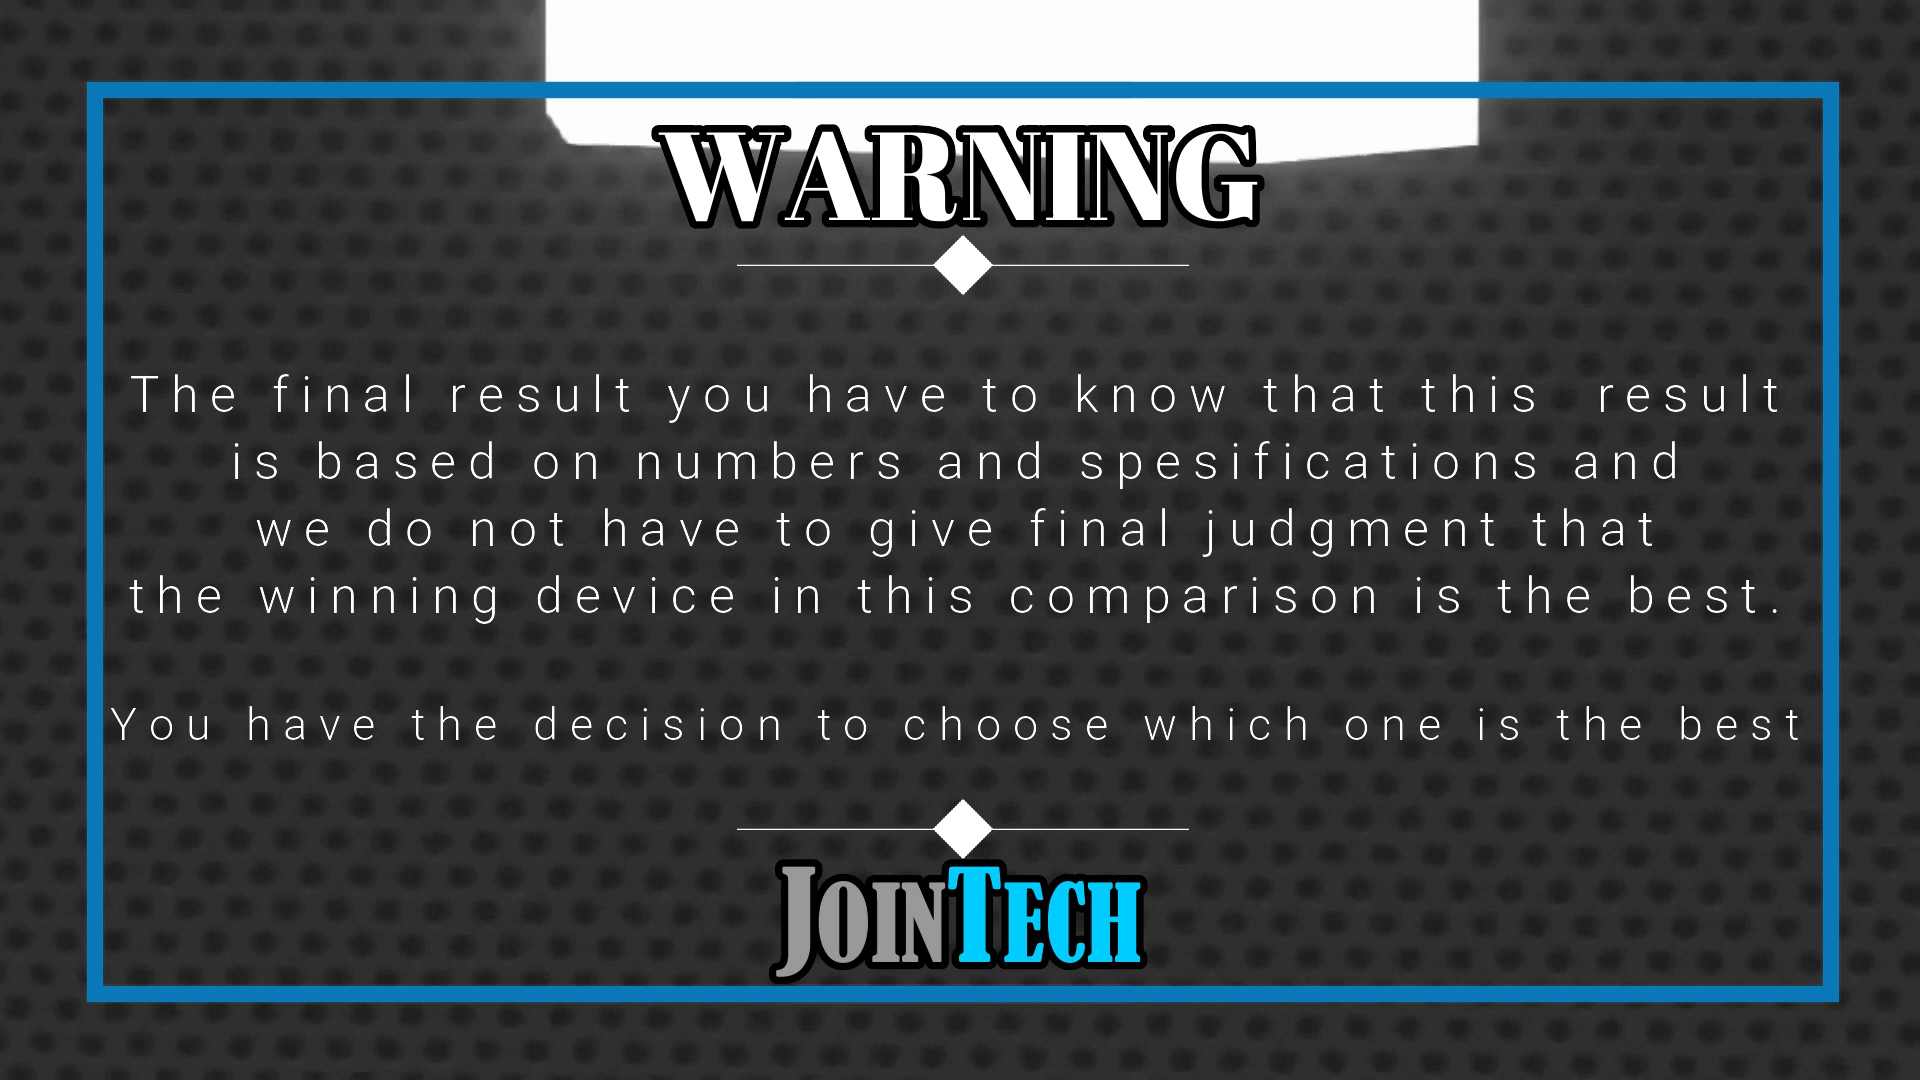 WARNING
The final result you have to know that this result
is based on numbers and spesifications and
we do not have to give final judgment that
the winning device in this comparison is the best.
You have the decision to choose which one is the best
JOINTECH